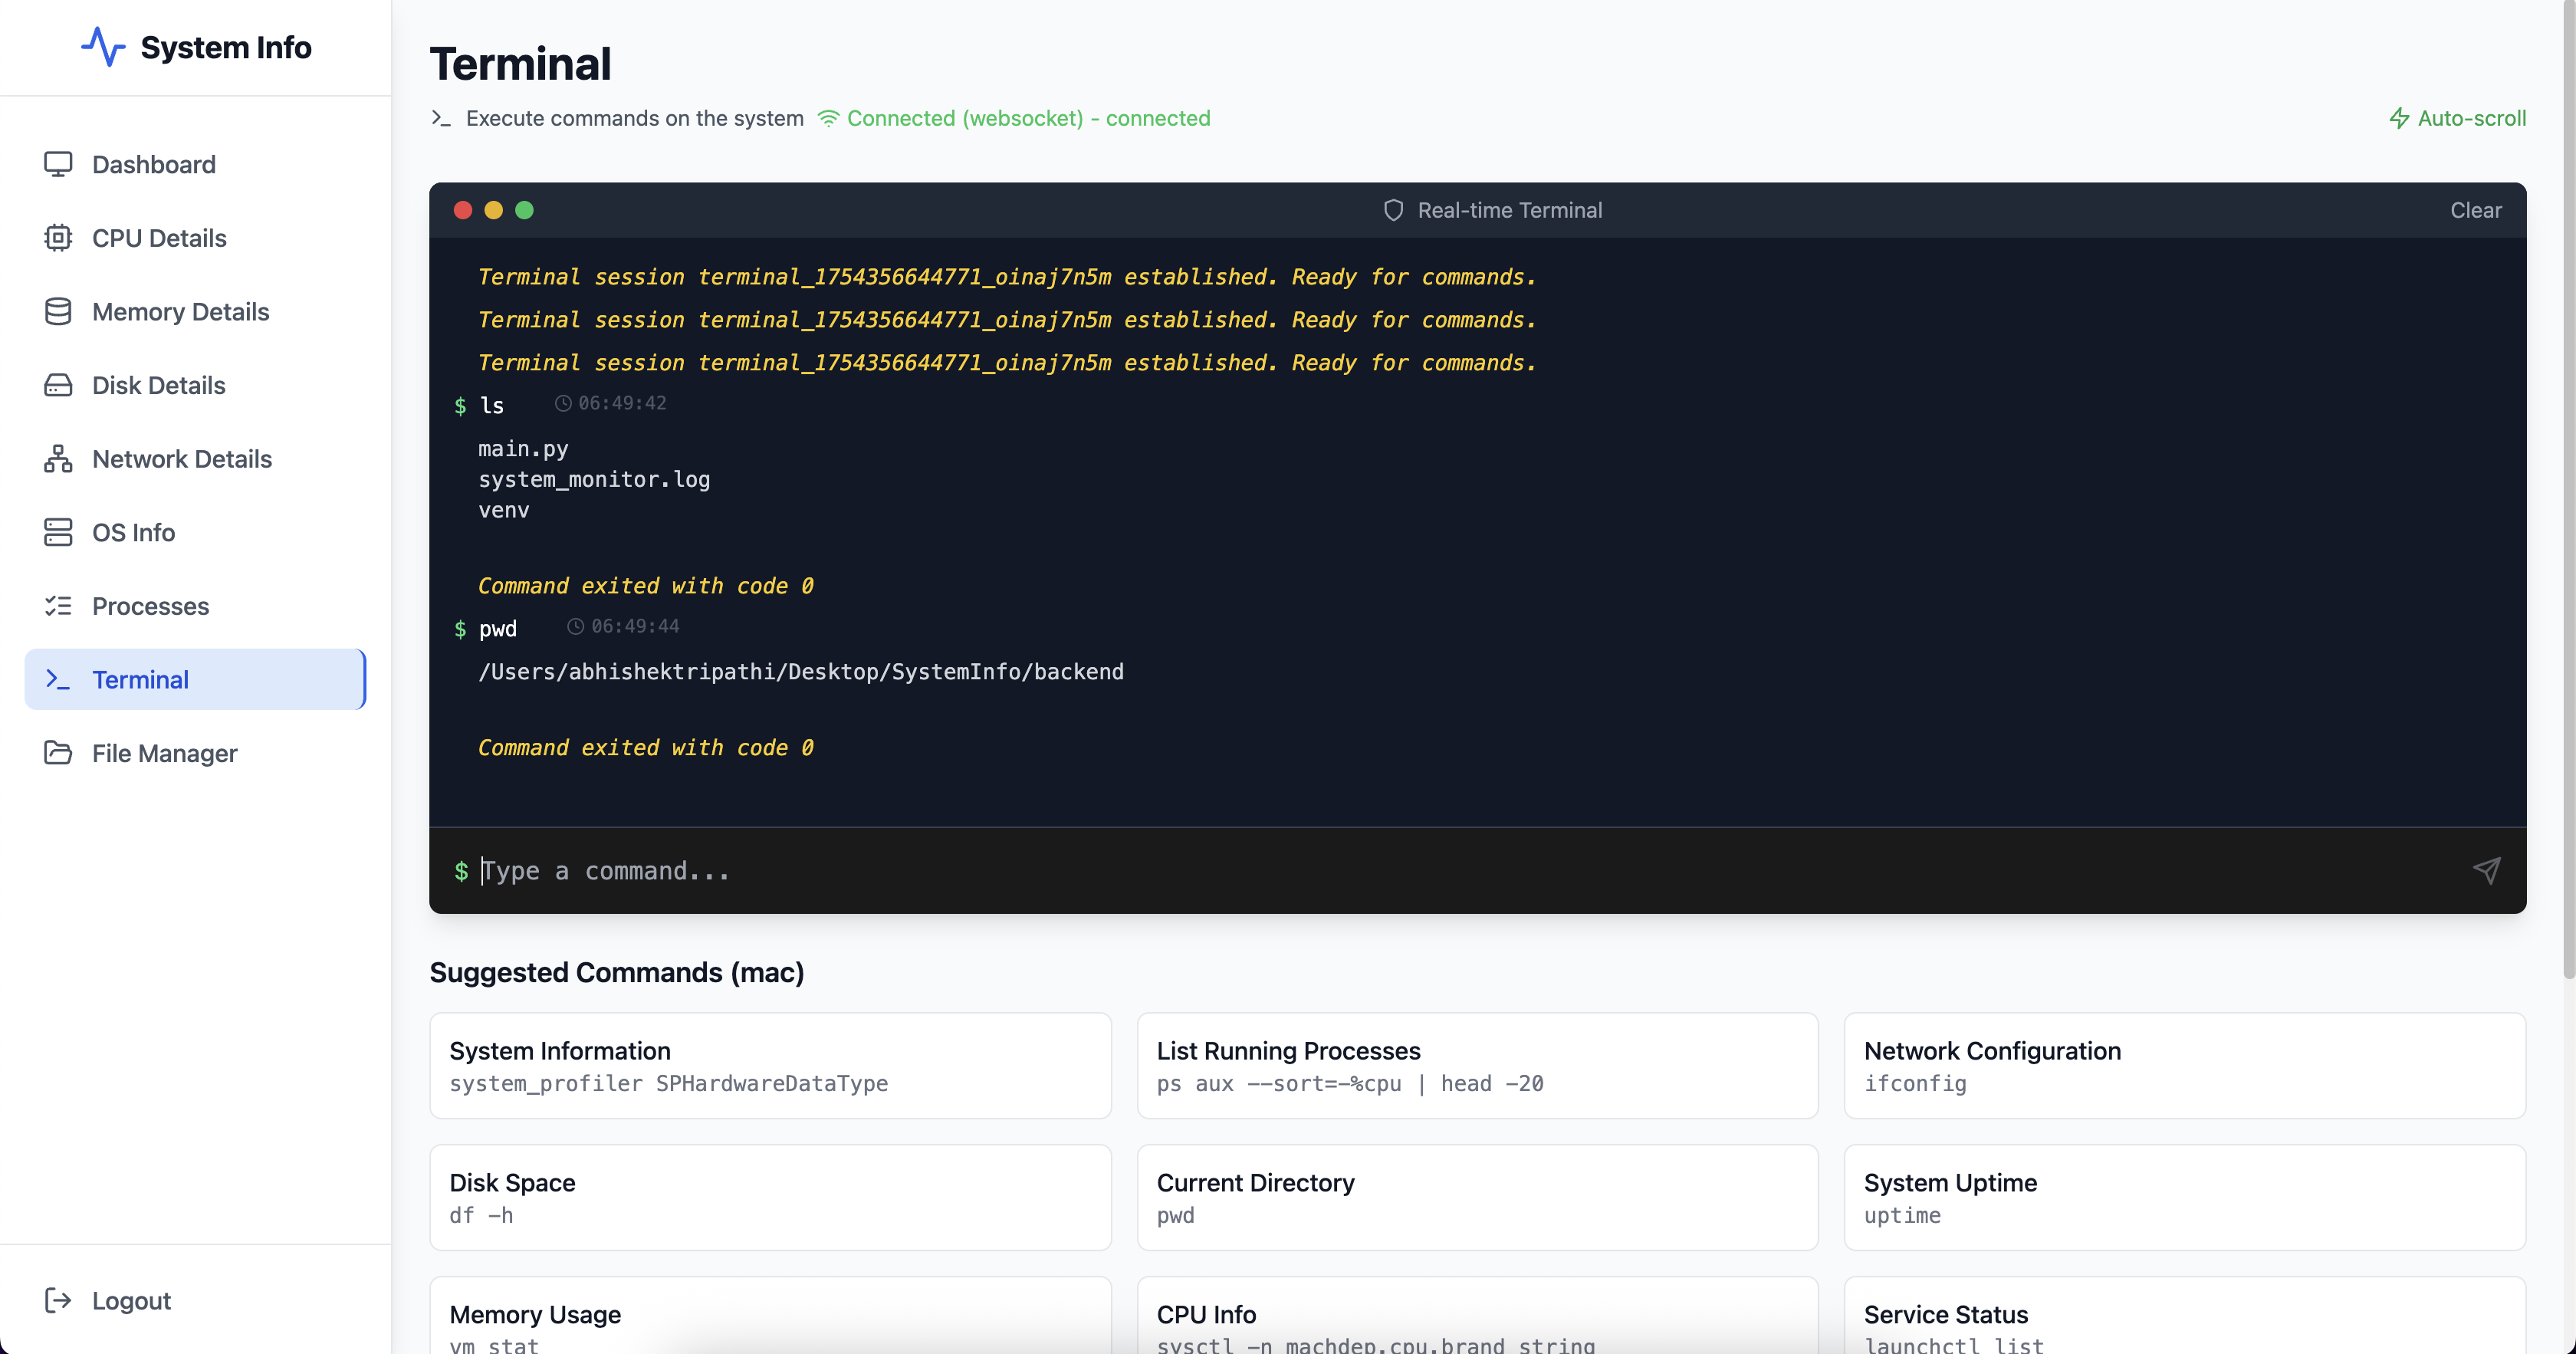 System Info
Dashboard
CPU Details
Memory Details
Disk Details
Network Details
OS Info
Processes
Terminal
File Manager
Logout
Terminal
Execute commands on the system Connected (websocket) - connected
Auto-scroll
Real-time Terminal
Clear
Terminal session terminal_1754356644771_oinaj7n5m established. Ready for commands.
Terminal session terminal_1754356644771_oinaj7n5m established. Ready for commands.
Terminal session terminal_1754356644771_oinaj7n5m established. Ready for commands.
$ ls 06:49:42
main.py
system_monitor.log
venv
Command exited with code 0
$ pwd 06:49:44
/Users/abhishektripathi/Desktop/SystemInfo/backend
Command exited with code 0
$ Type a command...
Suggested Commands (mac)
System Information
system_profiler SPHardwareDataType
List Running Processes
ps aux --sort=-%cpu | head -20
Network Configuration
ifconfig
Disk Space
df -h
Current Directory
pwd
System Uptime
uptime
Memory Usage
vm_stat
CPU Info
sysctl -n machdep.cpu.brand_string
Service Status
launchctl list